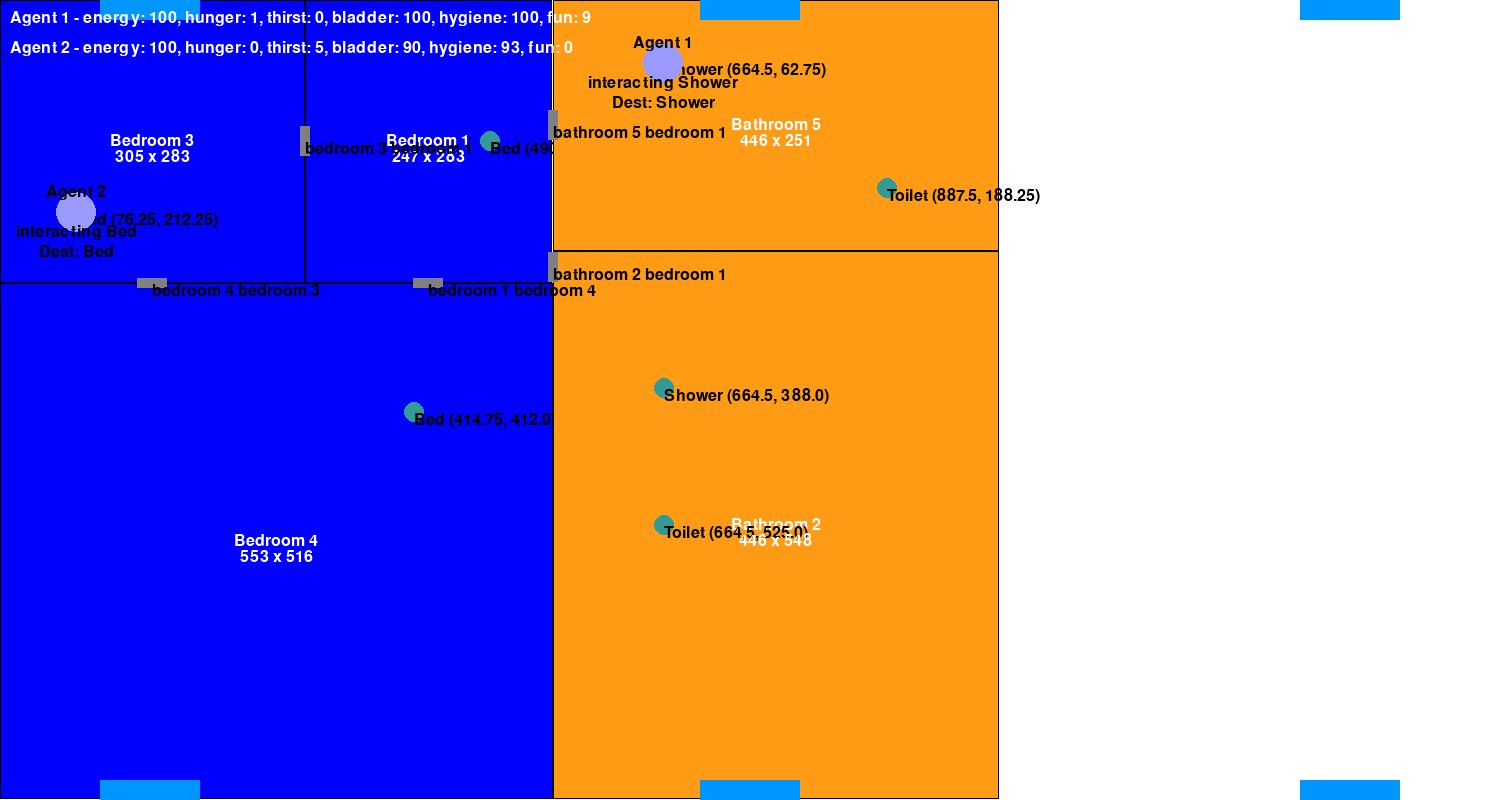 Agent 1 - energy: 100, hunger: 1, thirst: 0, bladder: 100, hygiene: 100, fun: 9
Agent 2 - energy: 100, hunger: 0, thirst: 5, bladder: 90, hygiene: 93, fun: 0
Agent 1
(664.5, 62.75)
interacting Shower
Dest: Shower
Bathroom 5
446 x 251
bathroom 5 bedroom 1
Bedroom 3
305 x 283
Bedroom 1
247 x 283
bedroom 3 bedroom 1
Bed (490
Agent 2
(76.25, 212.25)
interacting Bed
Dest: Bed
Toilet (887.5, 188.25)
bathroom 2 bedroom 1
bedroom 4 bedroom 3
bedroom 1 bedroom 4
Shower (664.5, 388.0)
Bed (414.75, 412.0
Bathroom 2
Toilet (664.5, 525.0)
446 x 548
Bedroom 4
553 x 516